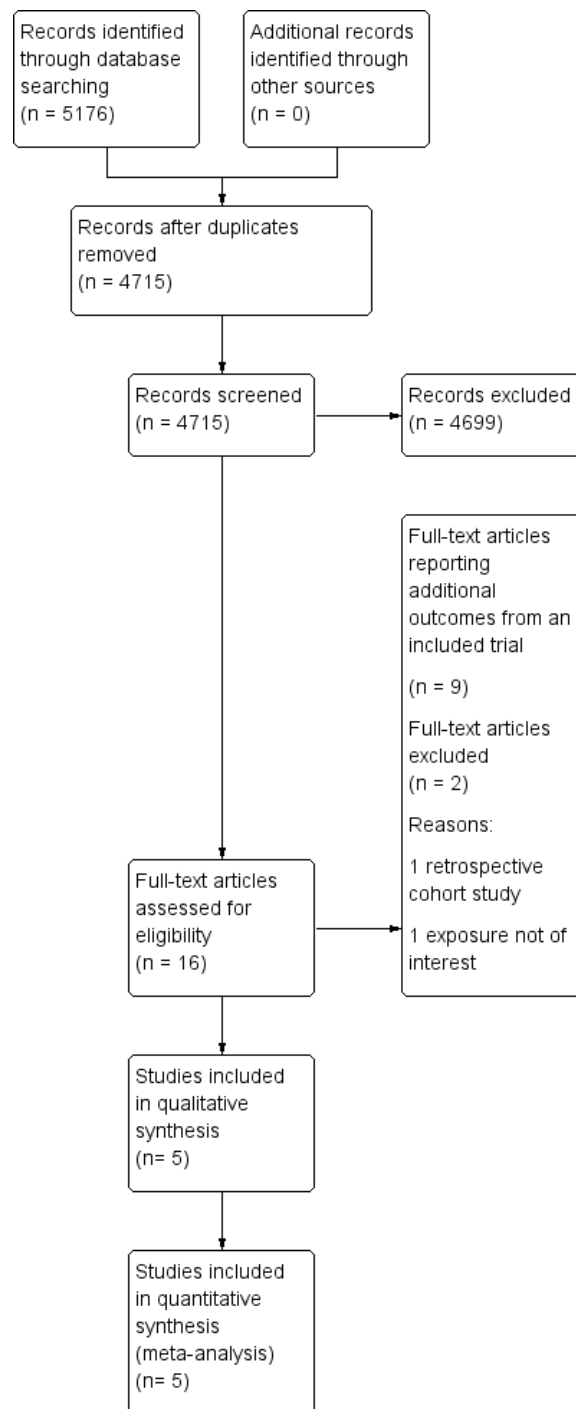 Records identified
through database
searching
(n = 5176)
Additional records
identified through
other sources
(n = 0)
Records after duplicates
removed
(n = 4715)
Records screened
(n = 4715)
Records excluded
(n = 4699)
Full-text articles
reporting
additional
outcomes from an
included trial
(n = 9)
Full-text articles
excluded
(n = 2)
Reasons:
1 retrospective
cohort study
1 exposure not of
interest
Full-text articles
assessed for
eligibility
(n = 16)
Studies included
in qualitative
synthesis
(n= 5)
Studies included
in quantitative
synthesis
(meta-analysis)
(n= 5)